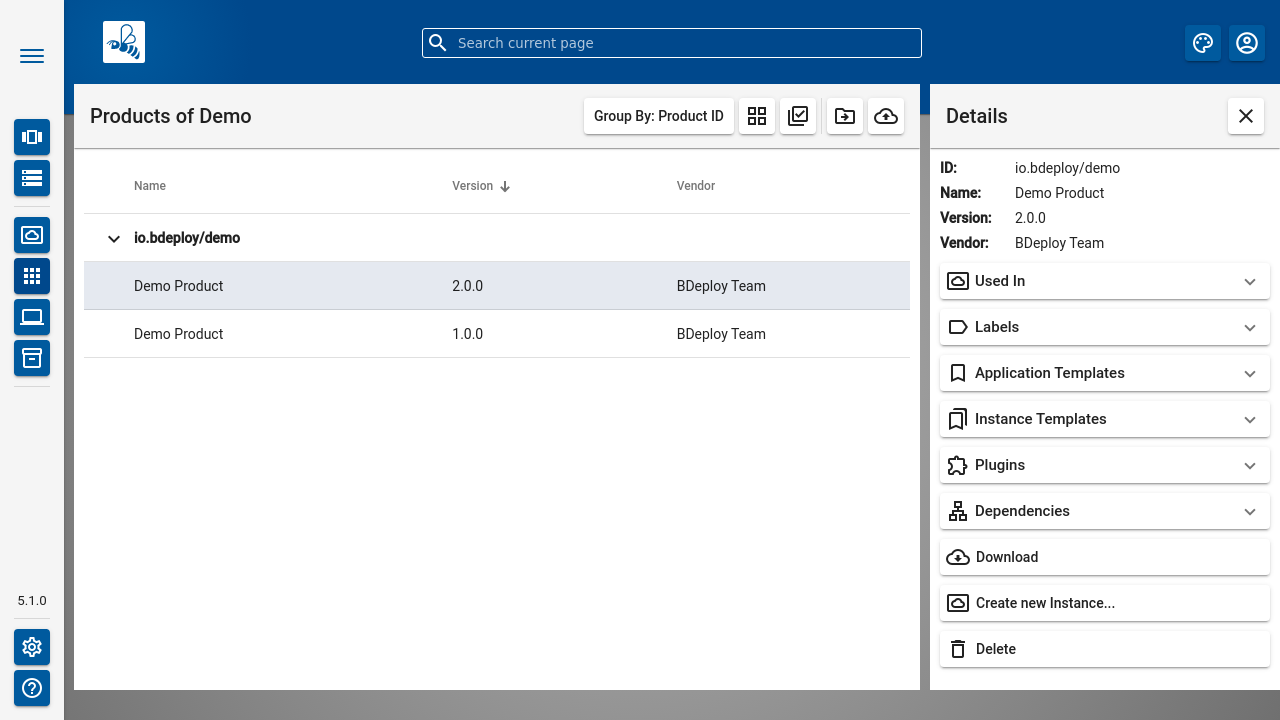 Search current page
Products of Demo
Group By: Product ID
Name Version Vendor
io.bdeploy/demo
Demo Product 2.0.0 BDeploy Team
Demo Product 1.0.0 BDeploy Team
Details
ID: io.bdeploy/demo
Name: Demo Product
Version: 2.0.0
Vendor: BDeploy Team
Used In
Labels
Application Templates
Instance Templates
Plugins
Dependencies
Download
Create new Instance...
Delete
5.1.0